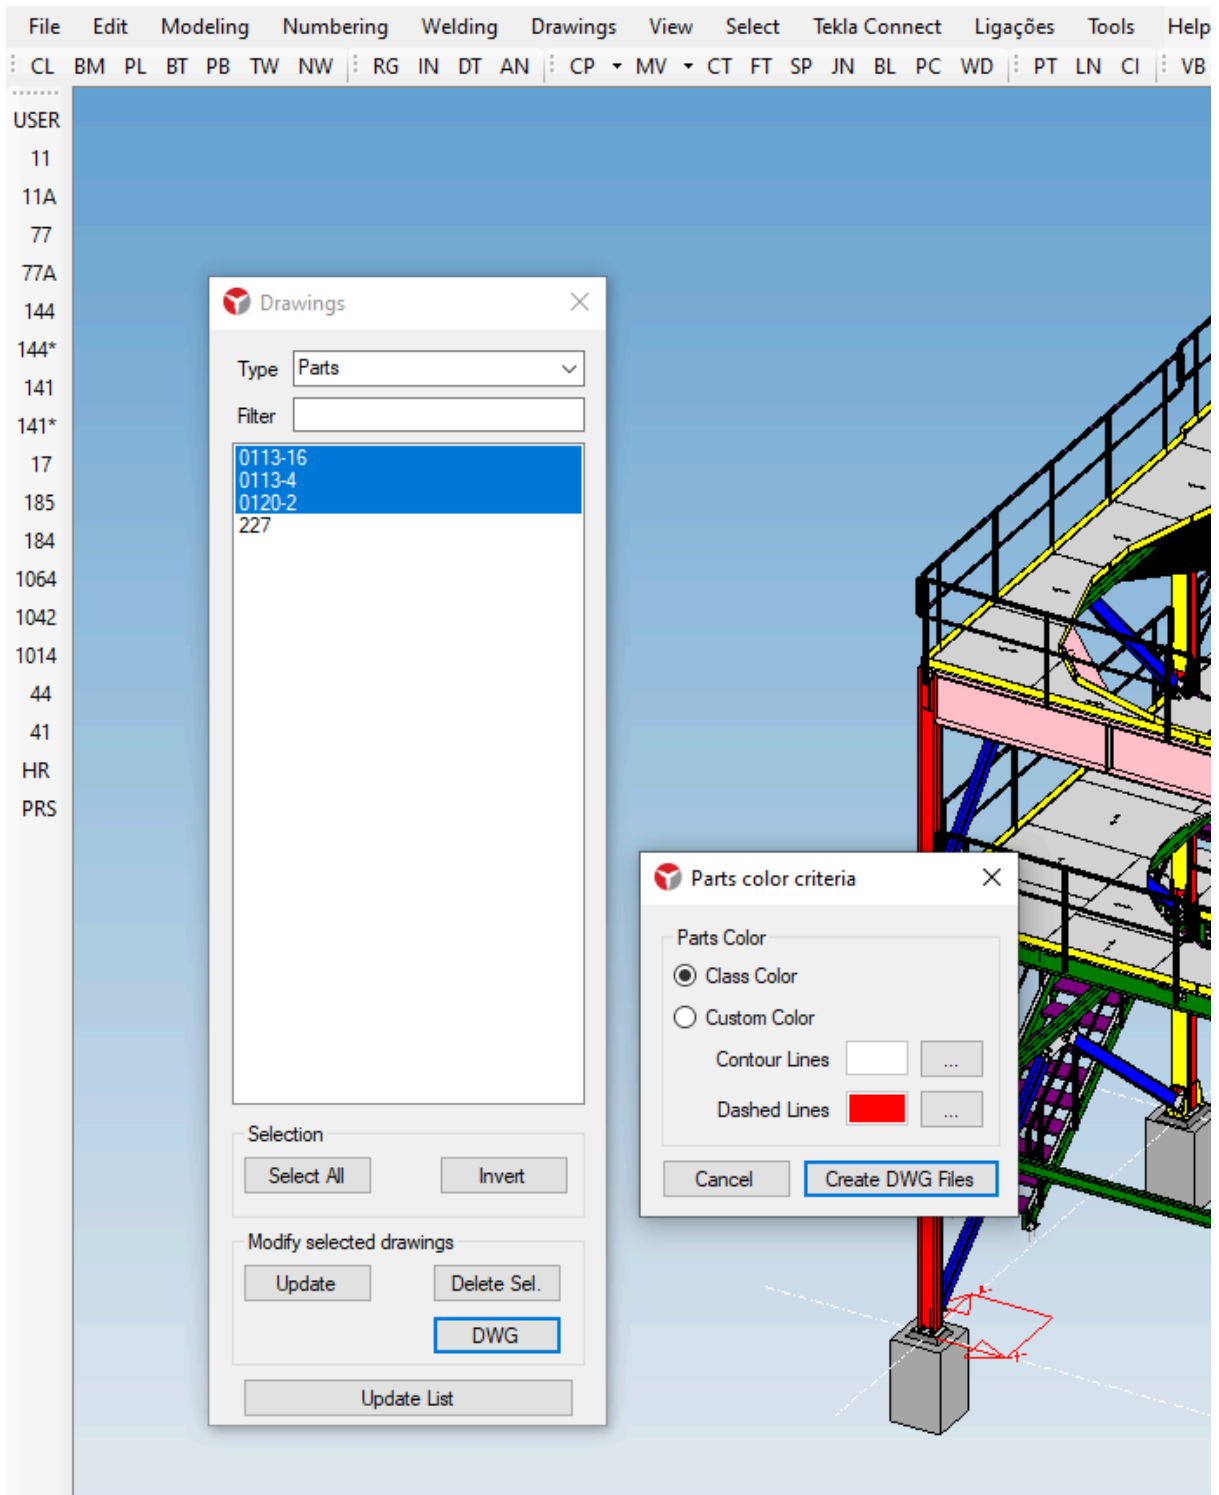 File Edit Modeling Numbering Welding Drawings View Select Tekla Connect Ligações Tools Help
CL BM PL BT PB TW NW RG IN DT AN CP MV CT FT SP JN BL PC WD PT LN CI VB
USER
11
11A
77
77A
144
144*
141
141*
17
185
184
1064
1042
1014
44
41
HR
PRS
Drawings
Type Parts
Filter
0113-16
0113-4
0120-2
227
Selection
Select All Invert
Modify selected drawings
Update Delete Sel.
DWG
Update List
Parts color criteria
Parts Color
Class Color
Custom Color
Contour Lines ...
Dashed Lines ...
Cancel Create DWG Files